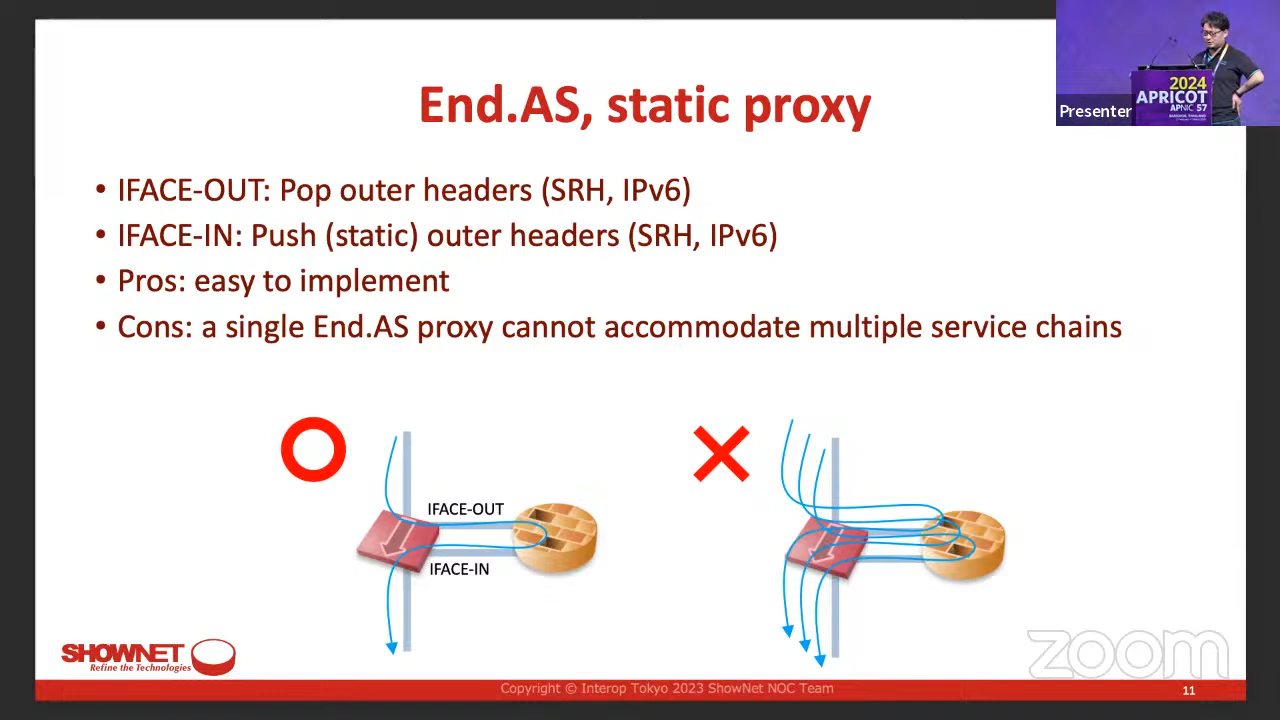 End.AS, static proxy
• IFACE-OUT: Pop outer headers (SRH, IPv6)
• IFACE-IN: Push (static) outer headers (SRH, IPv6)
• Pros: easy to implement
• Cons: a single End.AS proxy cannot accommodate multiple service chains
IFACE-OUT
IFACE-IN
SHOWNET
Refine the Technologies
Copyright © Interop Tokyo 2023 ShowNet NOC Team
11
zoom
Presenter
2024
APRICOT
APNIC 57